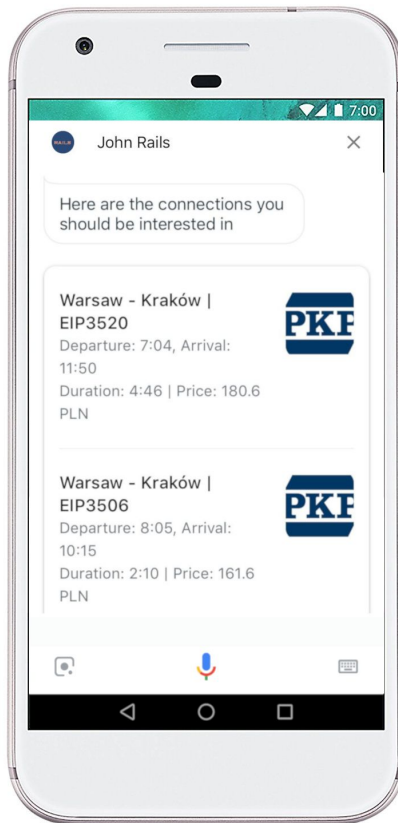 7:00
RAILS
John Rails
Here are the connections you
should be interested in
Warsaw - Kraków |
EIP3520
Departure: 7:04, Arrival:
11:50
Duration: 4:46 | Price: 180.6
PLN
PKP
Warsaw - Kraków |
EIP3506
Departure: 8:05, Arrival:
10:15
Duration: 2:10 | Price: 161.6
PLN
PKP